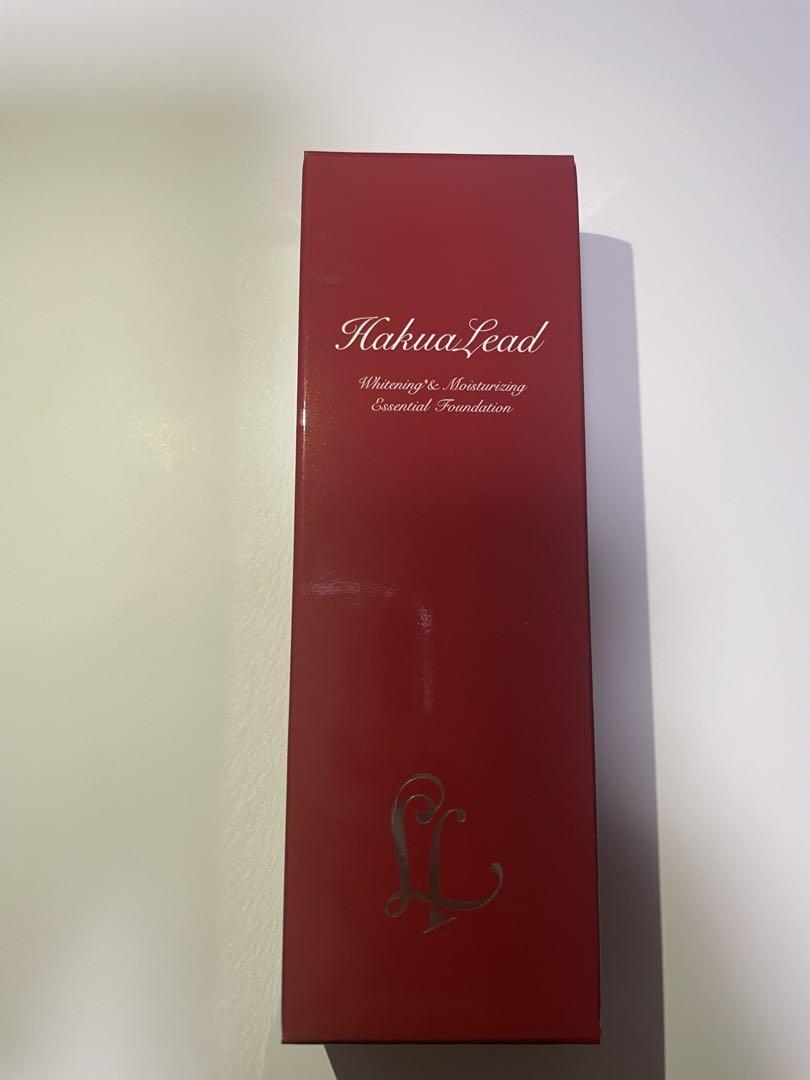 HakuaLead
Whitening*& Moisturizing
Essential Foundation